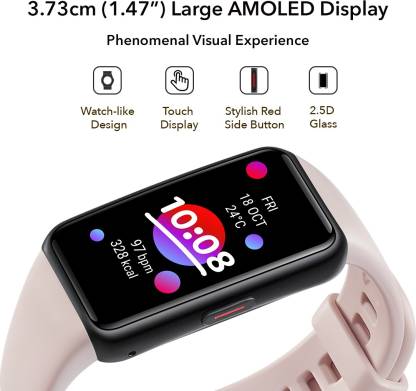 3.73cm (1.47”) Large AMOLED Display
Phenomenal Visual Experience
Watch-like
Design
Touch
Display
Stylish Red
Side Button
2.5D
Glass
FRI
18 OCT
24°C
10:08
97 bpm
328 kcal